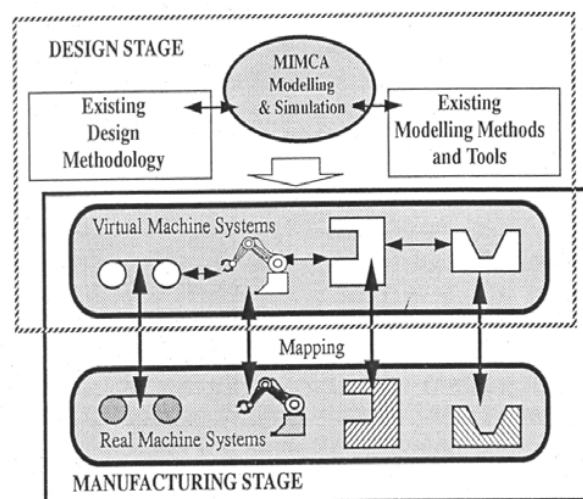 DESIGN STAGE
MIMCA
Modelling
& Simulation
Existing
Design
Methodology
Existing
Modelling Methods
and Tools
Virtual Machine Systems
Mapping
Real Machine Systems
MANUFACTURING STAGE